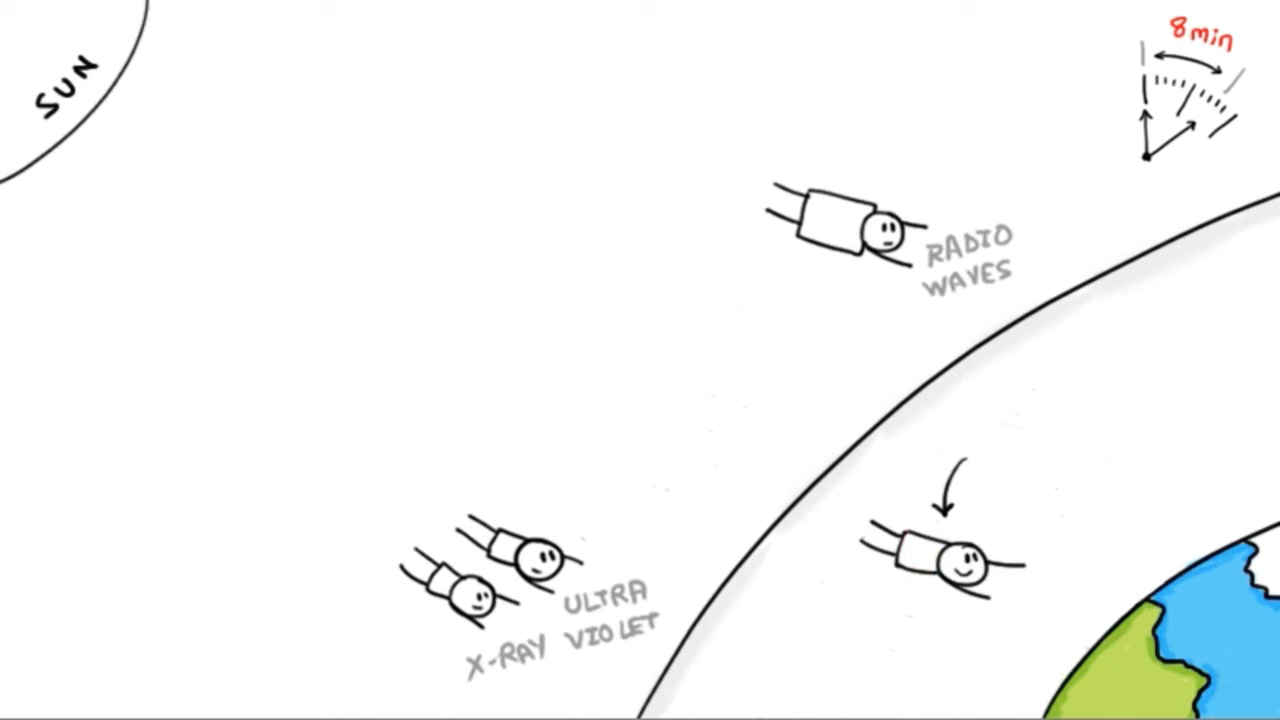 SUN
8min
RADIO
WAVES
ULTRA
VIOLET
X-RAY